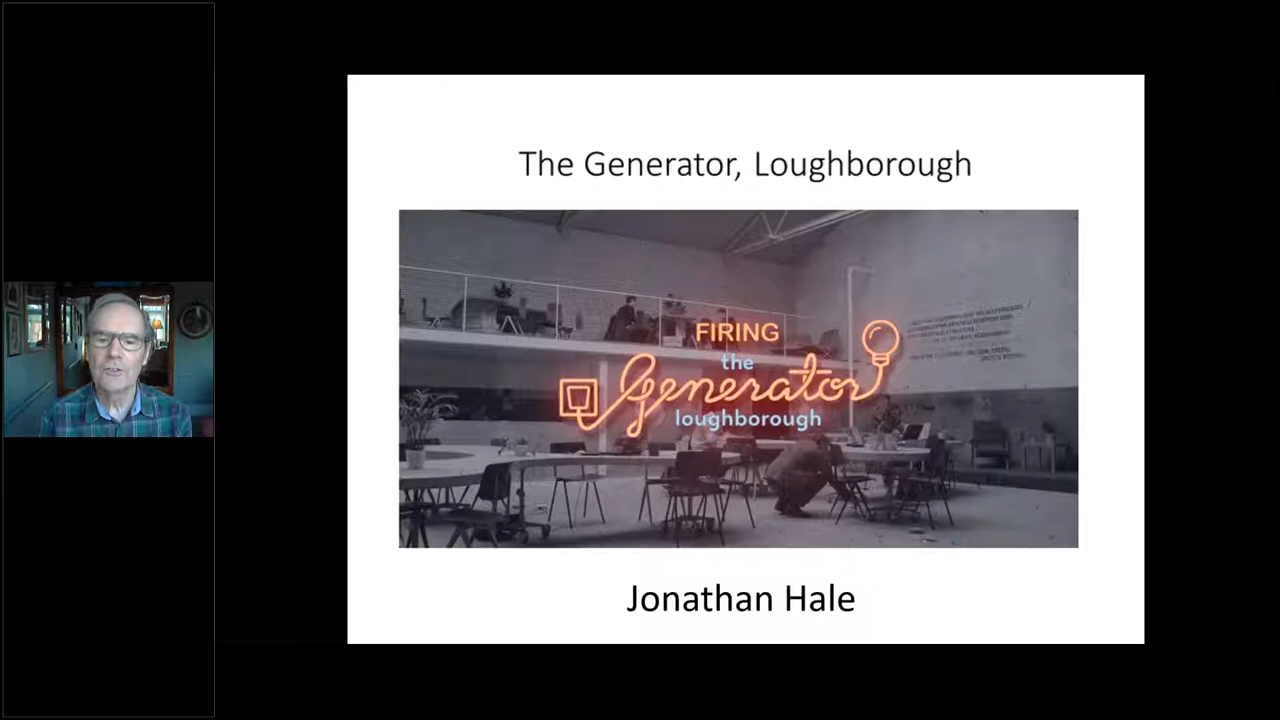 The Generator, Loughborough
FIRING
the
Generator
loughborough
Jonathan Hale